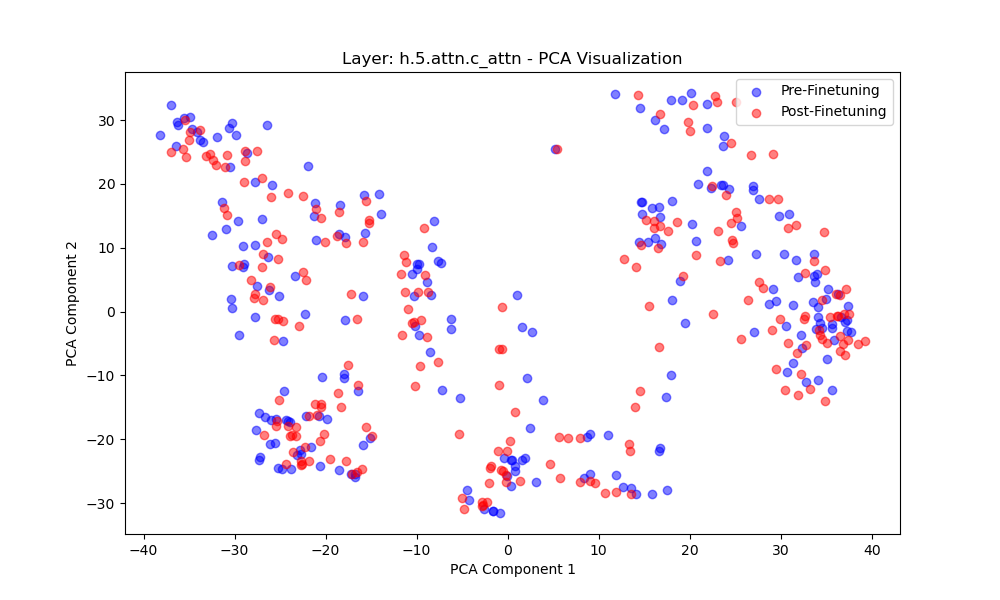 Layer: h.5.attn.c_attn - PCA Visualization
Pre-Finetuning
Post-Finetuning
30
20
10
0
−10
−20
−30
PCA Component 2
−40 −30 −20 −10 0 10 20 30 40
PCA Component 1